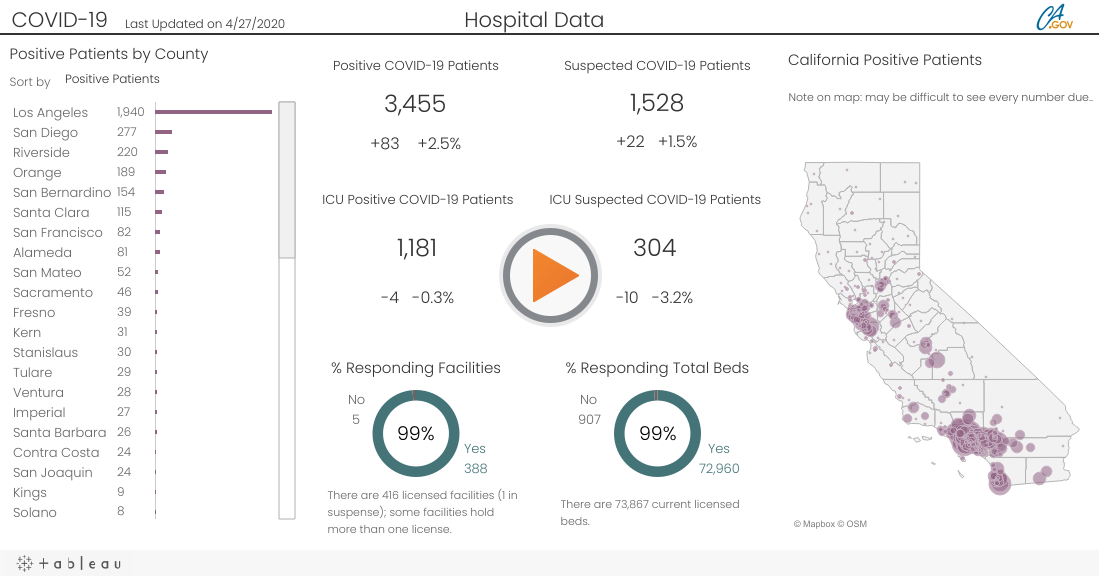 COVID-19 Last Updated on 4/27/2020
Hospital Data
CA
.GOV
Positive Patients by County
Sort by Positive Patients
Los Angeles 1,940
San Diego 277
Riverside 220
Orange 189
San Bernardino 154
Santa Clara 115
San Francisco 82
Alameda 81
San Mateo 52
Sacramento 46
Fresno 39
Kern 31
Stanislaus 30
Tulare 29
Ventura 28
Imperial 27
Santa Barbara 26
Contra Costa 24
San Joaquin 24
Kings 9
Solano 8
Positive COVID-19 Patients
3,455
+83 +2.5%
Suspected COVID-19 Patients
1,528
+22 +1.5%
ICU Positive COVID-19 Patients
1,181
-4 -0.3%
ICU Suspected COVID-19 Patients
304
-10 -3.2%
% Responding Facilities
No
5
99%
Yes
388
There are 416 licensed facilities (1 in
suspense); some facilities hold
more than one license.
% Responding Total Beds
No
907
99%
Yes
72,960
There are 73,867 current licensed
beds.
California Positive Patients
Note on map: may be difficult to see every number due..
© Mapbox © OSM
+ a b l e a u